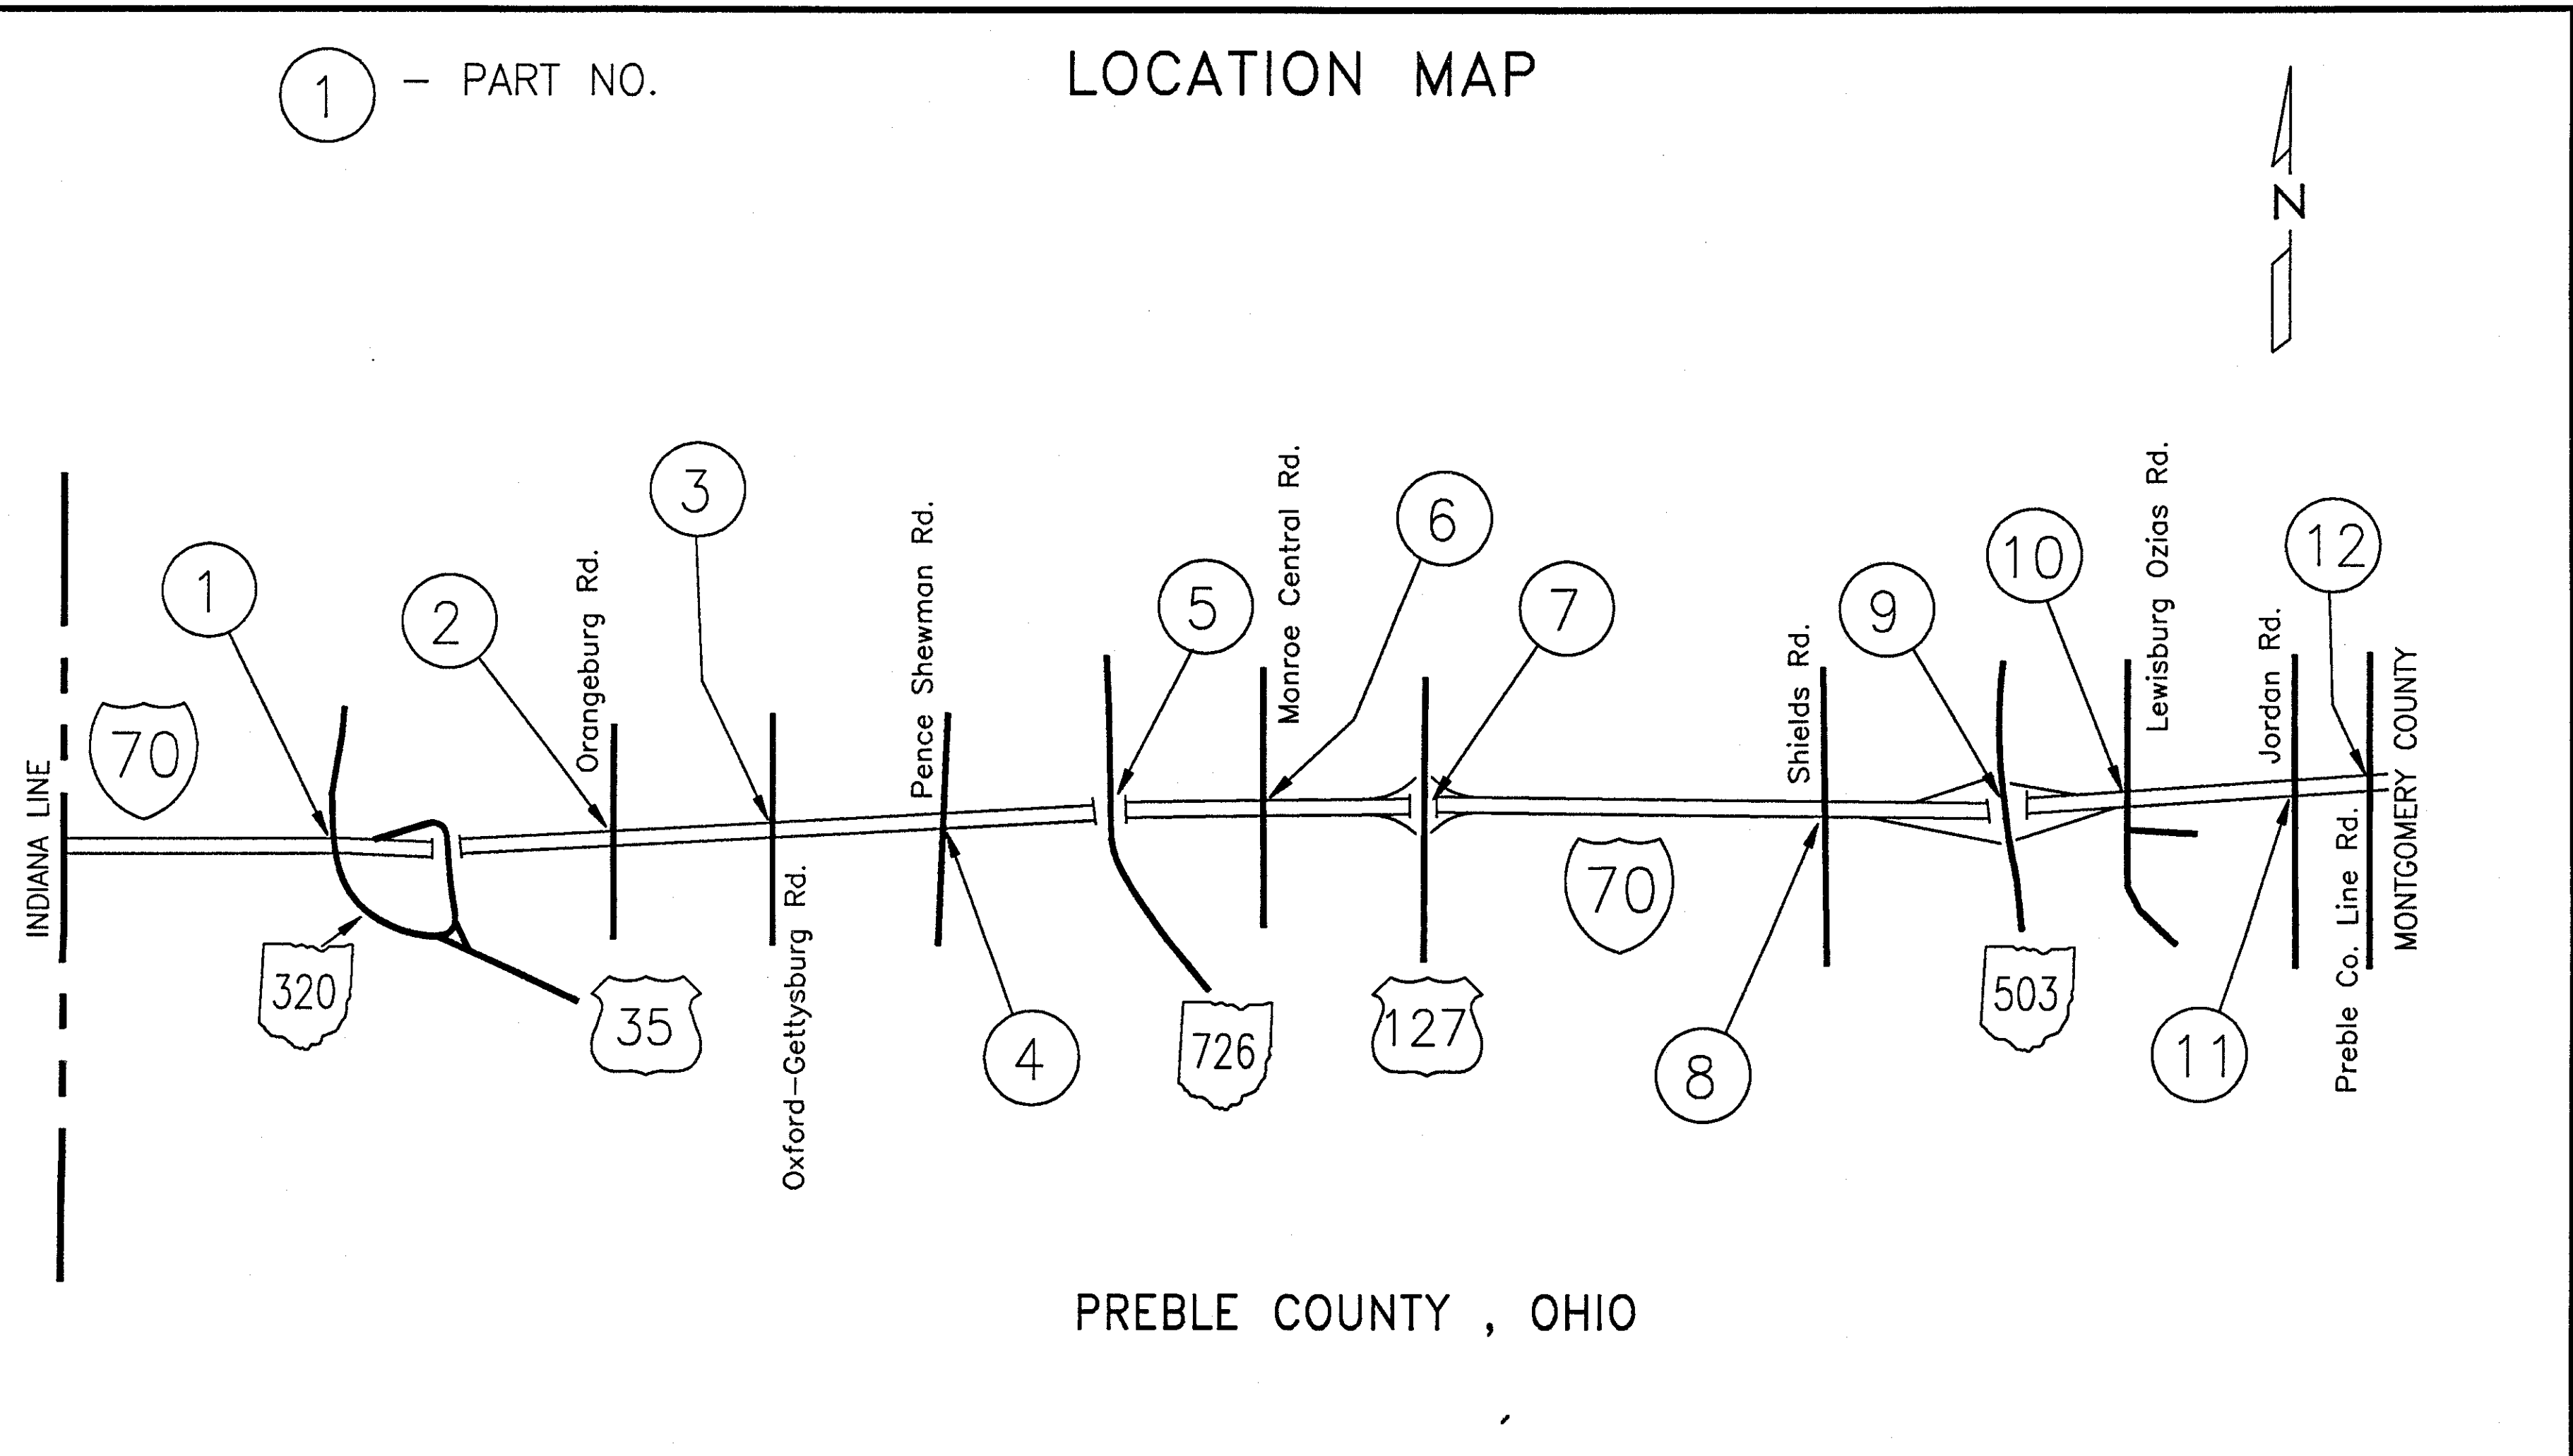 LOCATION MAP
1 – PART NO.
N
INDIANA LINE
70
1
320
35
2
Orangeburg Rd.
3
Oxford-Gettysburg Rd.
Pence Shewman Rd.
4
5
726
Monroe Central Rd.
6
127
7
70
Shields Rd.
8
9
503
10
Lewisburg Ozias Rd.
Jordan Rd.
11
12
Preble Co. Line Rd.
MONTGOMERY COUNTY
PREBLE COUNTY , OHIO